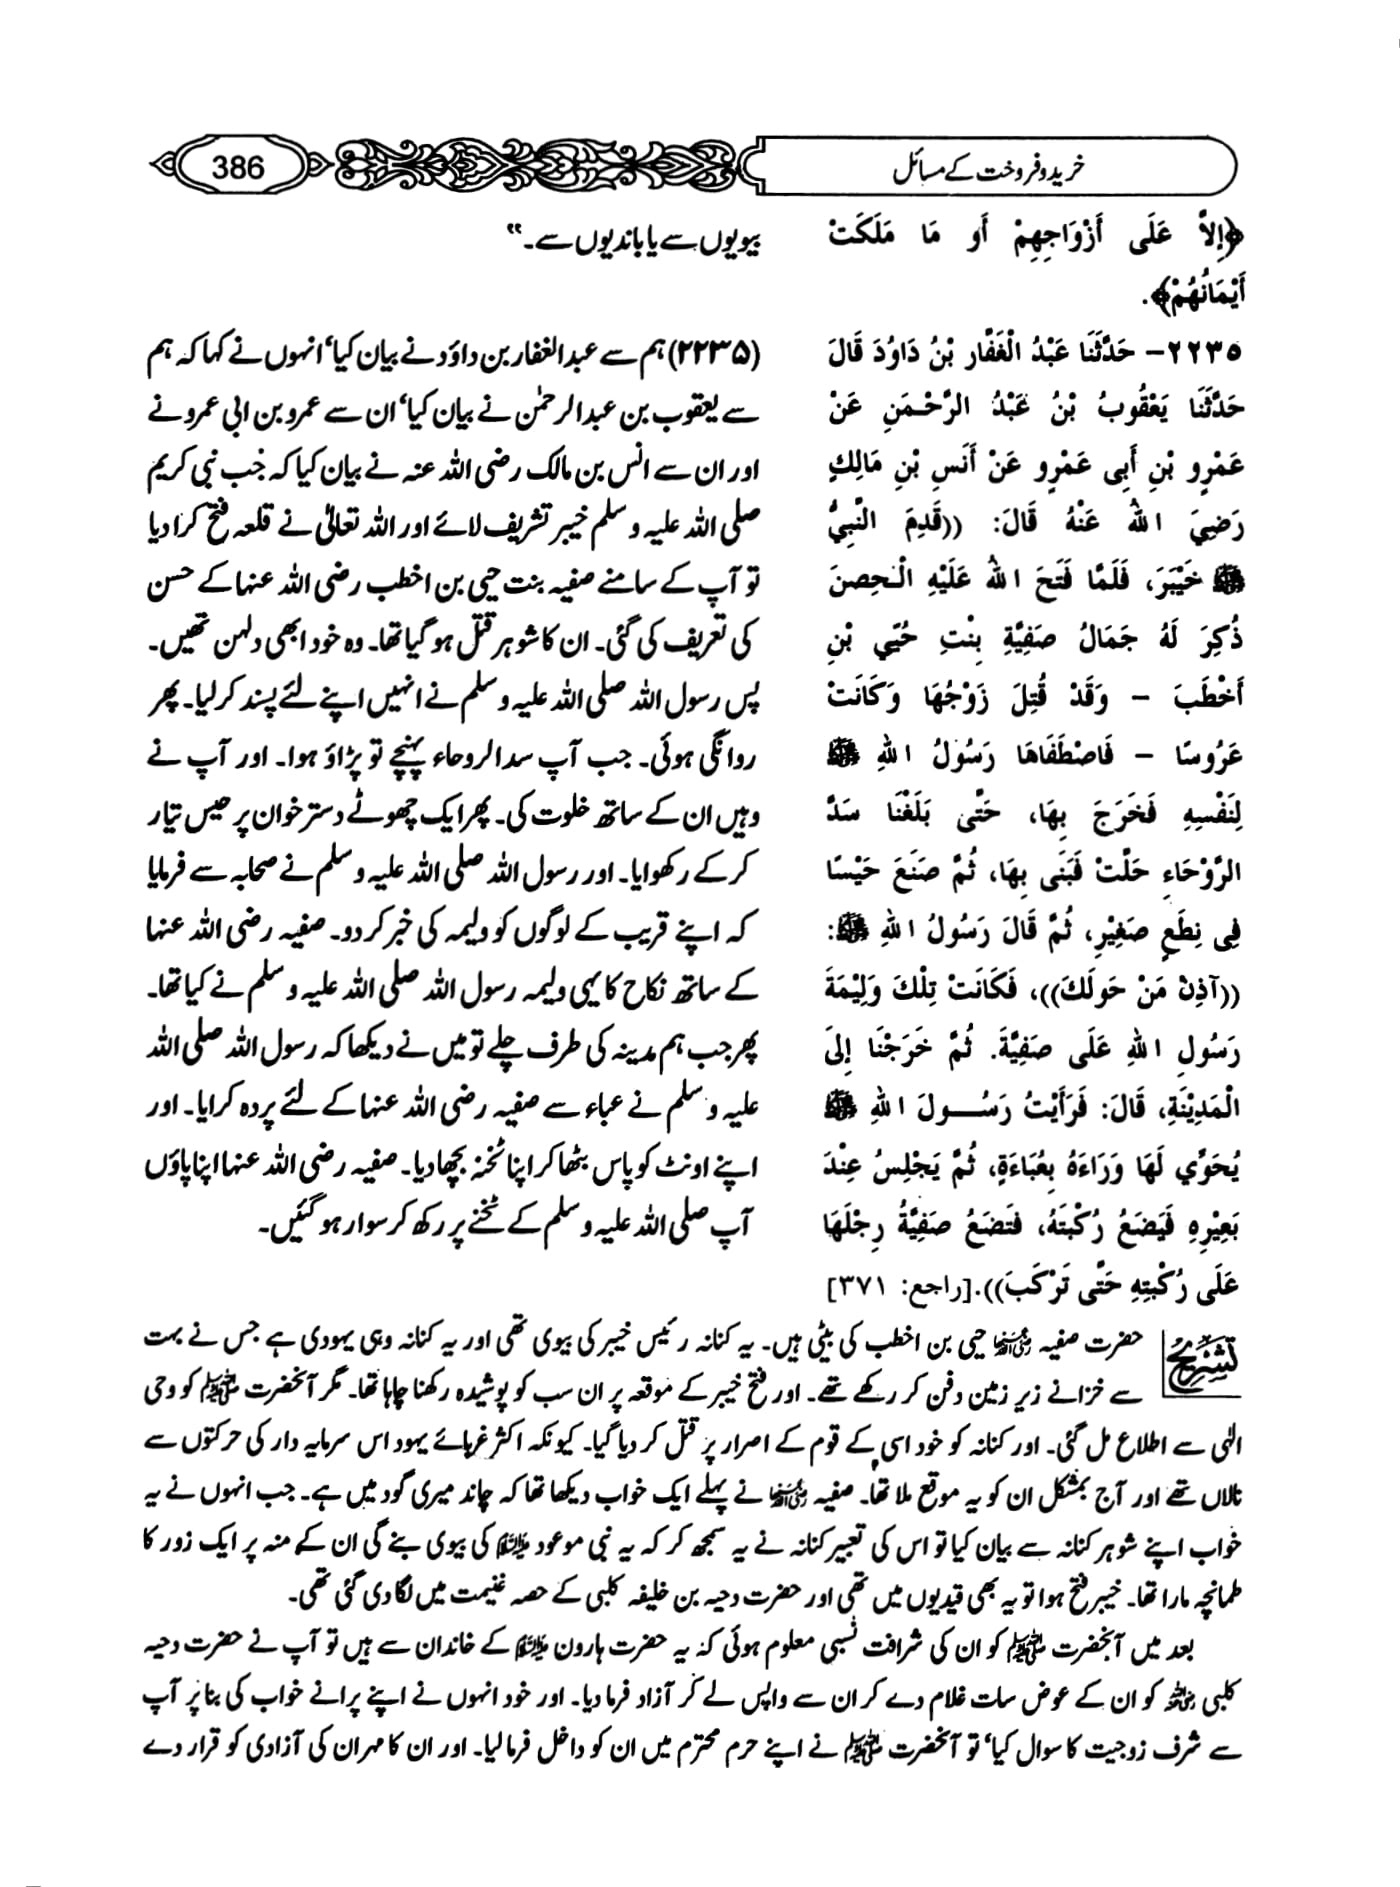 386
خرید و فروخت کے مسائل
﴿إِلاَّ عَلَى أَزْوَاجِهِمْ أَو مَا مَلَكَتْ
أَيْمَانُهُمْ﴾.
٢٢٣٥- حَدَّثَنَا عَبْدُ الْغَفَّارِ بْنُ دَاوُدَ قَالَ
حَدَّثَنَا يَعْقُوبُ بْنُ عَبْدُ الرَّحْمَنِ عَنْ
عَمْرِو بْنِ أَبِي عَمْرٍو عَنْ أَنَسِ بْنِ مَالِكٍ
رَضِيَ اللهُ عَنْهُ قَالَ: ((قَدِمَ النَّبِيُّ
ﷺ خَيْبَرَ، فَلَمَّا فَتَحَ اللهُ عَلَيْهِ الْحِصنَ
ذُكِرَ لَهُ جَمَالُ صَفِيَّةِ بِنْتِ حُيَي بْنِ
أَخْطَبَ - وَقَدْ قُتِلَ زَوْجُهَا وَكَانَتْ
عَرُوسًا - فَاصْطَفَاهَا رَسُولُ اللهِ ﷺ
لِنَفْسِهِ فَخَرَجَ بِهَا، حَتَّى بَلَغْنَا سَدَّ
الرَّوْحَاءِ حَلَّتْ فَبَنَى بِهَا، ثُمَّ صَنَعَ حَيْسًا
فِي نِطَعٍ صَغِيْرٍ، ثُمَّ قَالَ رَسُولُ اللهِ ﷺ:
((آذِنْ مَنْ حَولَكَ))، فَكَانَتْ تِلْكَ وَلِيْمَةَ
رَسُولِ اللهِ عَلَى صَفِيَّةَ. ثُمَّ خَرَجْنَا إِلَى
الْمَدِيْنَةِ، قَالَ: فَرَأَيْتُ رَسُولَ اللهِ ﷺ
يُحَوِّي لَهَا وَرَاءَهُ بِعُبَاءَةٍ، ثُمَّ يَجْلِسُ عِنْدَ
بَعِيْرِهِ فَيَضَعُ رُكْبَتَهُ، فَتَضَعُ صَفِيَّةُ رِجْلَهَا
عَلَى رُكْبتِهِ حَتَّى تَرْكَبَ)).[راجع: ٣٧١]
بیویوں سے یا باندیوں سے۔"
(۲۲۳۵) ہم سے عبدالغفار بن داؤد نے بیان کیا' انہوں نے کہا کہ ہم
سے یعقوب بن عبدالرحمٰن نے بیان کیا' ان سے عمرو بن ابی عمرو نے
اور ان سے انس بن مالک رضی اللہ عنہ نے بیان کیا کہ جب نبی کریم
صلی اللہ علیہ وسلم خیبر تشریف لائے اور اللہ تعالیٰ نے قلعہ فتح کرا دیا
تو آپ کے سامنے صفیہ بنت حیی بن اخطب رضی اللہ عنہا کے حسن
کی تعریف کی گئی۔ ان کا شوہر قتل ہو گیا تھا۔ وہ خود ابھی دلہن تھیں۔
پس رسول اللہ صلی اللہ علیہ وسلم نے انہیں اپنے لئے پسند کر لیا۔ پھر
روانگی ہوئی۔ جب آپ سد الروحاء پہنچے تو پڑاؤ ہوا۔ اور آپ نے
وہیں ان کے ساتھ خلوت کی۔ پھر ایک چھوٹے دستر خوان پر حیس تیار
کر کے رکھوایا۔ اور رسول اللہ صلی اللہ علیہ وسلم نے صحابہ سے فرمایا
کہ اپنے قریب کے لوگوں کو ولیمہ کی خبر کر دو۔ صفیہ رضی اللہ عنہا
کے ساتھ نکاح کا یہی ولیمہ رسول اللہ صلی اللہ علیہ وسلم نے کیا تھا۔
پھر جب ہم مدینہ کی طرف چلے تو میں نے دیکھا کہ رسول اللہ صلی اللہ
علیہ وسلم نے عباء سے صفیہ رضی اللہ عنہا کے لئے پردہ کرایا۔ اور
اپنے اونٹ کو پاس بٹھا کر اپنا ٹخنہ بچھا دیا۔ صفیہ رضی اللہ عنہا اپنا پاؤں
آپ صلی اللہ علیہ وسلم کے ٹخنے پر رکھ کر سوار ہو گئیں۔
تشریح حضرت صفیہ رضی اللہ عنہا حیی بن اخطب کی بیٹی ہیں۔ یہ کنانہ رئیس خیبر کی بیوی تھی اور یہ کنانہ وہی یہودی ہے جس نے بہت
سے خزانے زیر زمین دفن کر رکھے تھے۔ اور فتح خیبر کے موقعہ پر ان سب کو پوشیدہ رکھنا چاہا تھا۔ مگر آنحضرت ﷺ کو وحی
الٰہی سے اطلاع مل گئی۔ اور کنانہ کو خود اسی کے قوم کے اصرار پر قتل کر دیا گیا۔ کیونکہ اکثر غربائے یہود اس سرمایہ دار کی حرکتوں سے
نالاں تھے اور آج بمشکل ان کو یہ موقع ملا تھا۔ صفیہ رضی اللہ عنہا نے پہلے ایک خواب دیکھا تھا کہ چاند میری گود میں ہے۔ جب انہوں نے یہ
خواب اپنے شوہر کنانہ سے بیان کیا تو اس کی تعبیر کنانہ نے یہ سمجھ کر کہ یہ نبی موعود علیہ السلام کی بیوی بنے گی ان کے منہ پر ایک زور کا
طمانچہ مارا تھا۔ خیبر فتح ہوا تو یہ بھی قیدیوں میں تھی اور حضرت دحیہ بن خلیفہ کلبی کے حصہ غنیمت میں لگا دی گئی تھی۔
بعد میں آنحضرت ﷺ کو ان کی شرافت نسبی معلوم ہوئی کہ یہ حضرت ہارون علیہ السلام کے خاندان سے ہیں تو آپ نے حضرت دحیہ
کلبی رضی اللہ عنہ کو ان کے عوض سات غلام دے کر ان سے واپس لے کر آزاد فرما دیا۔ اور خود انہوں نے اپنے پرانے خواب کی بنا پر آپ
سے شرف زوجیت کا سوال کیا' تو آنحضرت ﷺ نے اپنے حرم محترم میں ان کو داخل فرما لیا۔ اور ان کا مہران کی آزادی کو قرار دے